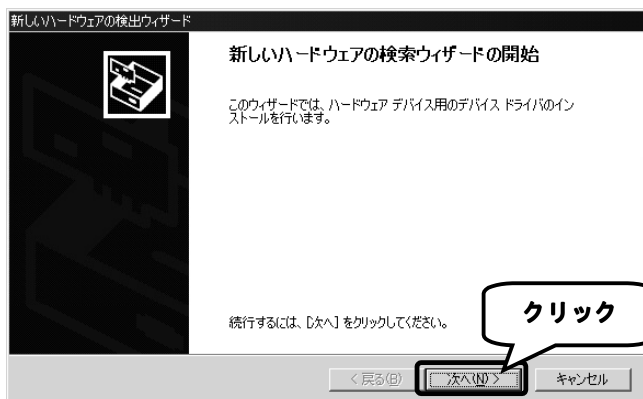 新しいハードウェアの検出ウィザード
新しいハードウェアの検索ウィザードの開始
このウィザードでは、ハードウェア デバイス用のデバイス ドライバのイン
ストールを行います。
続行するには、[次へ] をクリックしてください。
クリック
< 戻る(B)
次へ(N) >
キャンセル